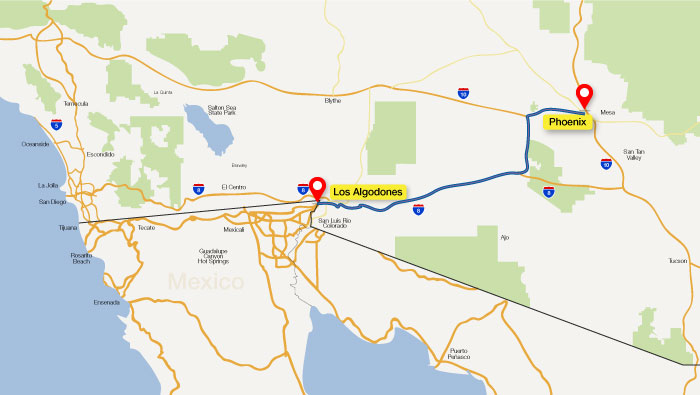 Temecula
La Quinta
5
Oceanside
Escondido
La Jolla
San Diego
Tijuana
Rosarito
Beach
Ensenada
Tecate
Salton Sea
State Park
Brawley
8
El Centro
8
Mexicali
Guadalupe
Canyon
Hot Springs
Mexico
Blythe
10
Los Algodones
San Luis Rio
Colorado
8
Phoenix
Mesa
San Tan
Valley
10
8
Ajo
Tucson
Puerto
Peñasco